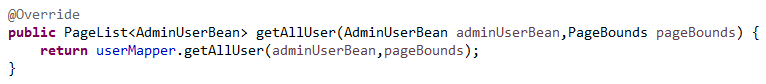 @Override
public PageList<AdminUserBean> getAllUser(AdminUserBean adminUserBean,PageBounds pageBounds) {
    return userMapper.getAllUser(adminUserBean,pageBounds);
}